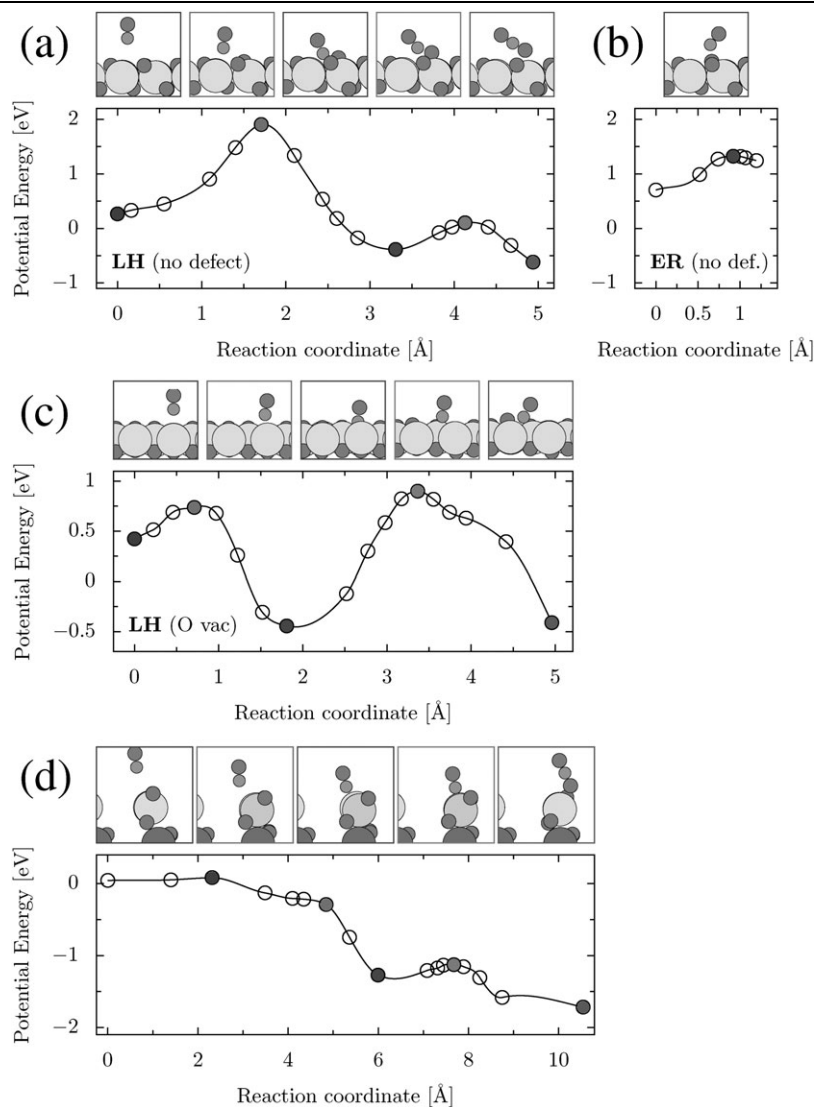 (a)
2
1
0
−1
Potential Energy [eV]
LH (no defect)
0 1 2 3 4 5
Reaction coordinate [Å]
(b)
2
1
0
−1
ER (no def.)
0 0.5 1
Reaction coordinate [Å]
(c)
1
0.5
0
−0.5
Potential Energy [eV]
LH (O vac)
0 1 2 3 4 5
Reaction coordinate [Å]
(d)
0
−1
−2
Potential Energy [eV]
0 2 4 6 8 10
Reaction coordinate [Å]